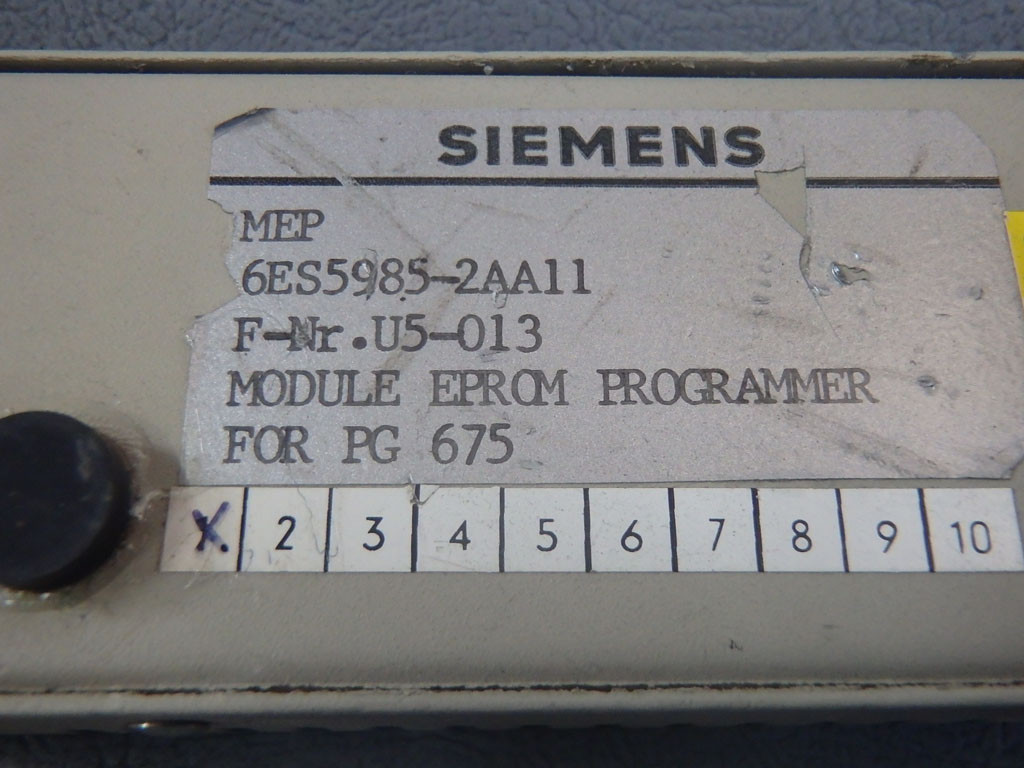 SIEMENS
MEP
6ES5985-2AA11
F-Nr.U5-013
MODULE EPROM PROGRAMMER
FOR PG 675
X 2 3 4 5 6 7 8 9 10